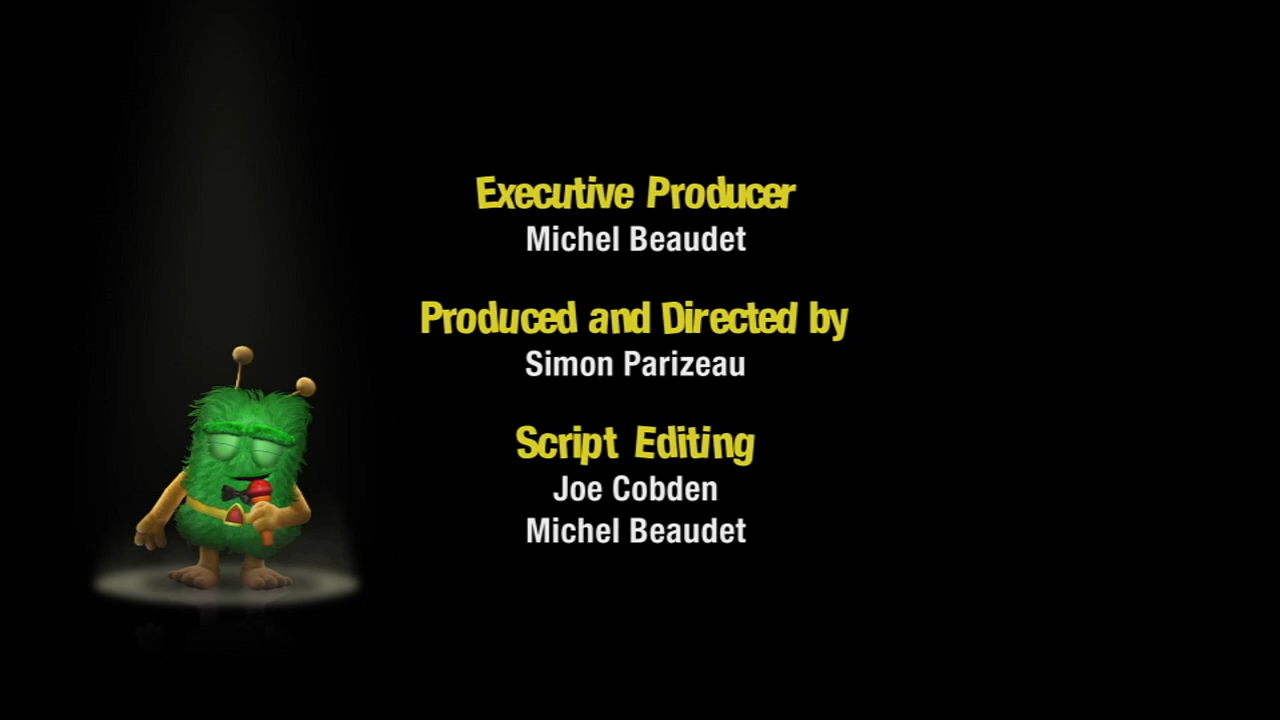 Executive Producer
Michel Beaudet
Produced and Directed by
Simon Parizeau
Script Editing
Joe Cobden
Michel Beaudet